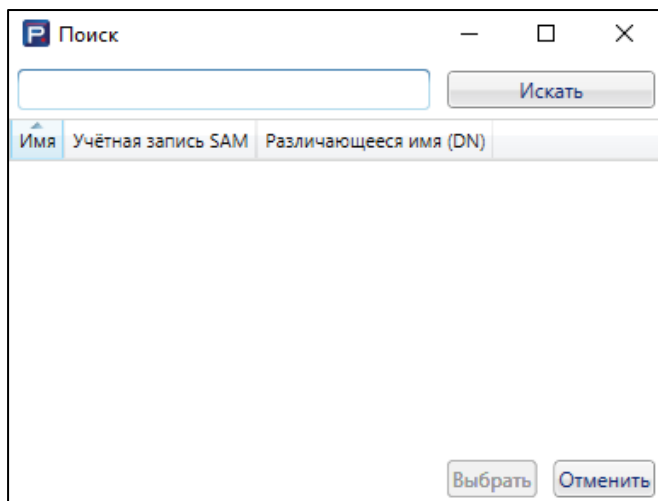 Поиск
Искать
Имя Учётная запись SAM Различающееся имя (DN)
Выбрать Отменить